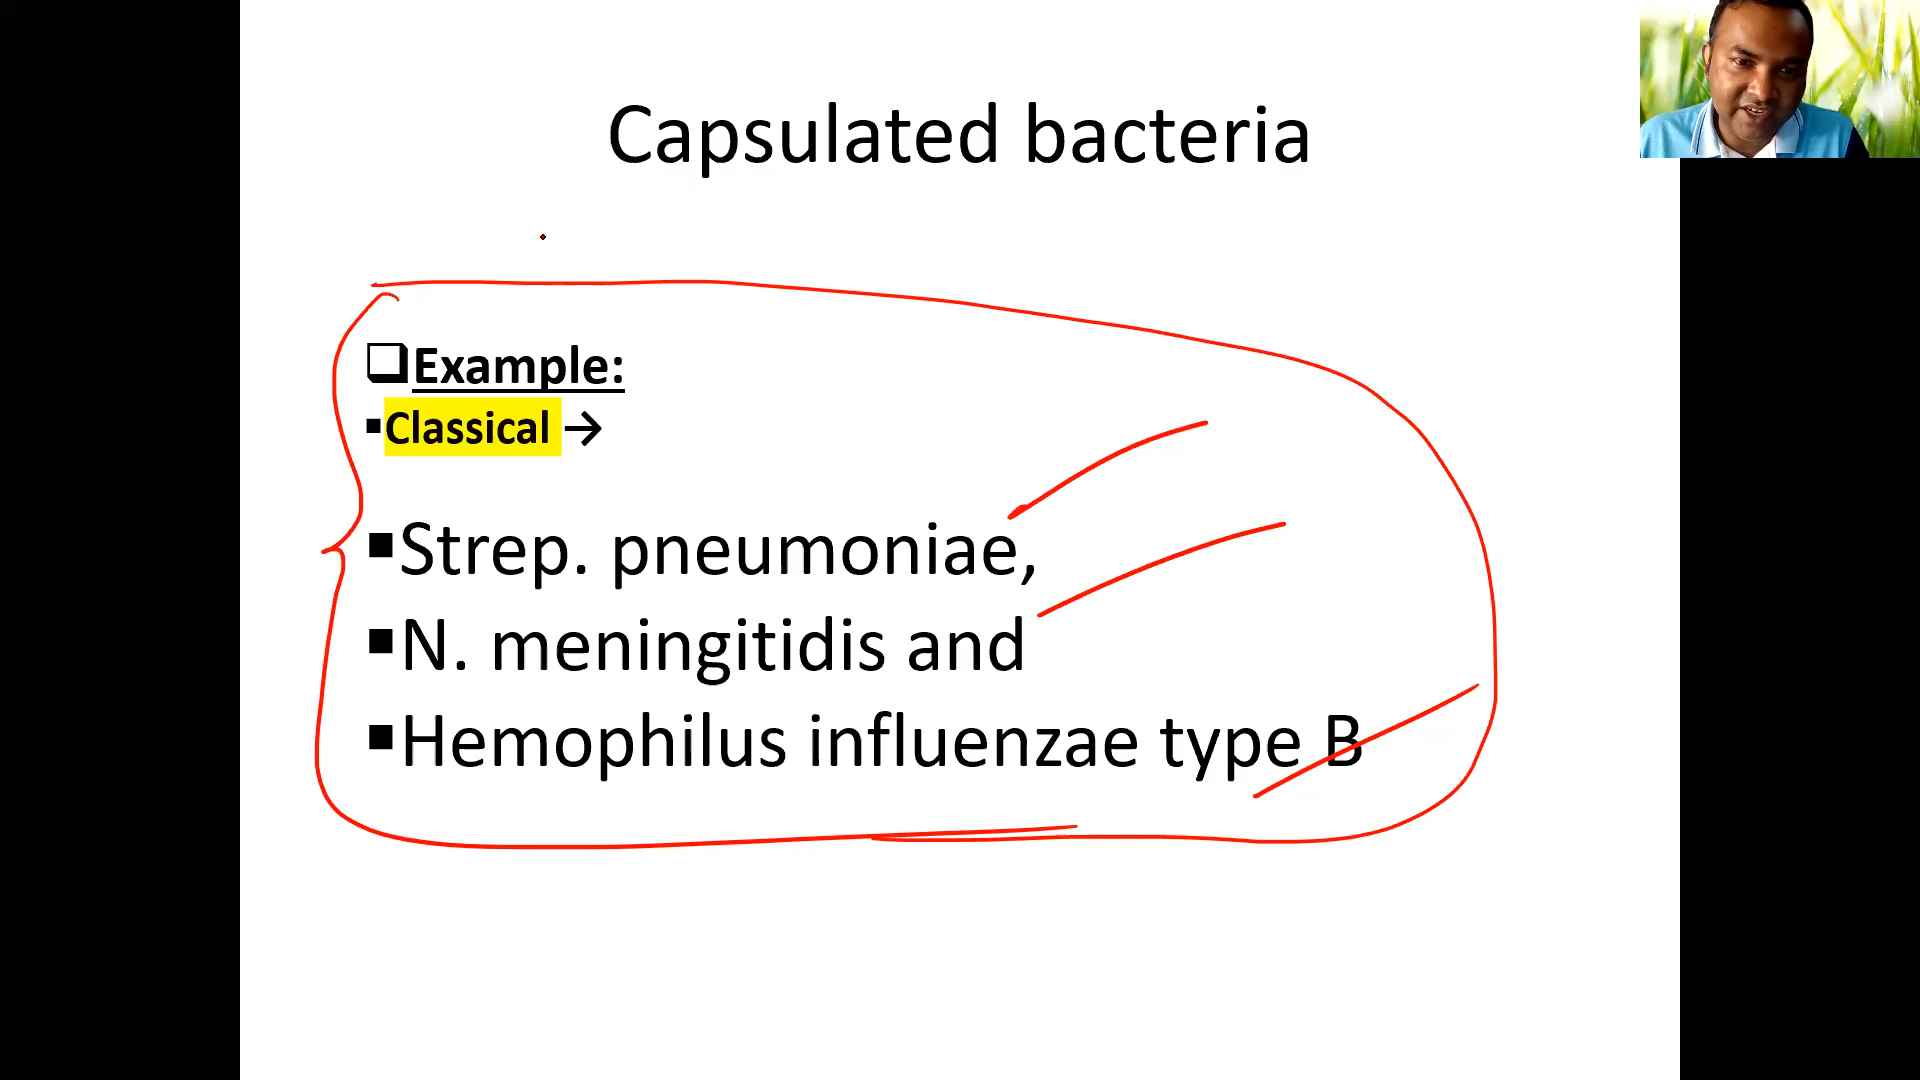 Capsulated bacteria
❑Example:
▪Classical →
▪Strep. pneumoniae,
▪N. meningitidis and
▪Hemophilus influenzae type B